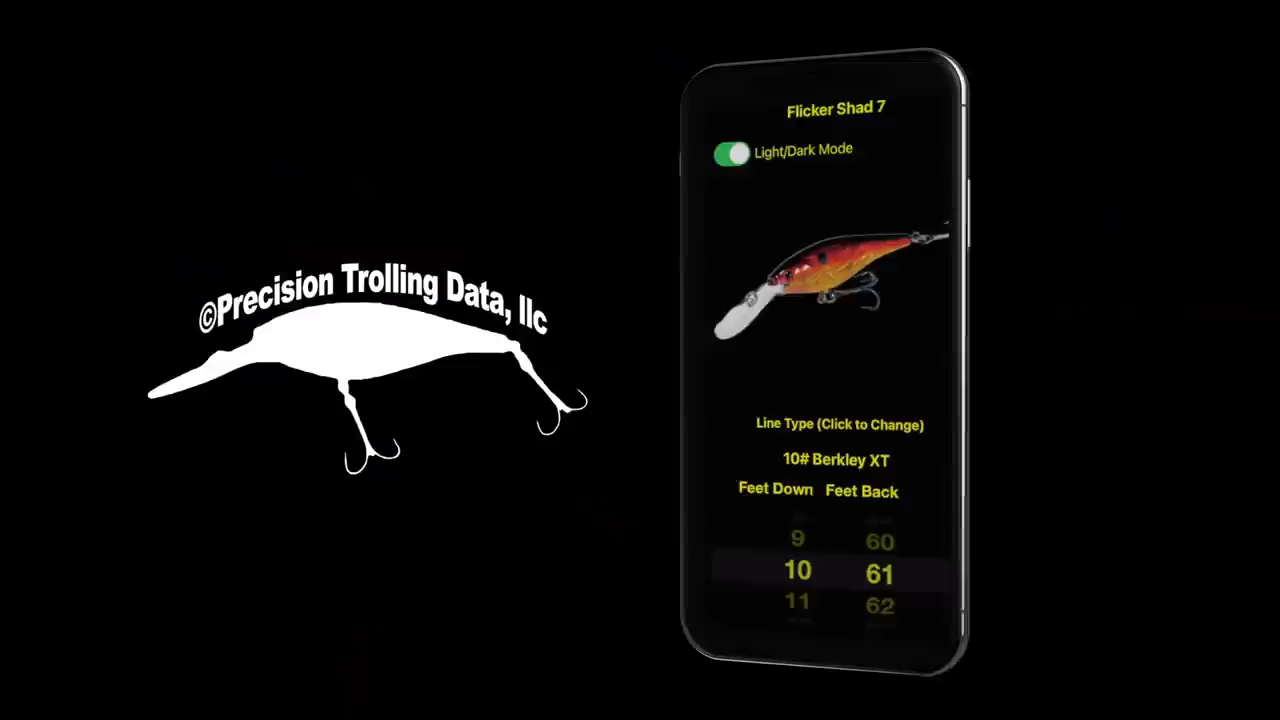 ©Precision Trolling Data, llc
Flicker Shad 7
Light/Dark Mode
Line Type (Click to Change)
10# Berkley XT
Feet Down Feet Back
9 60
10 61
11 62